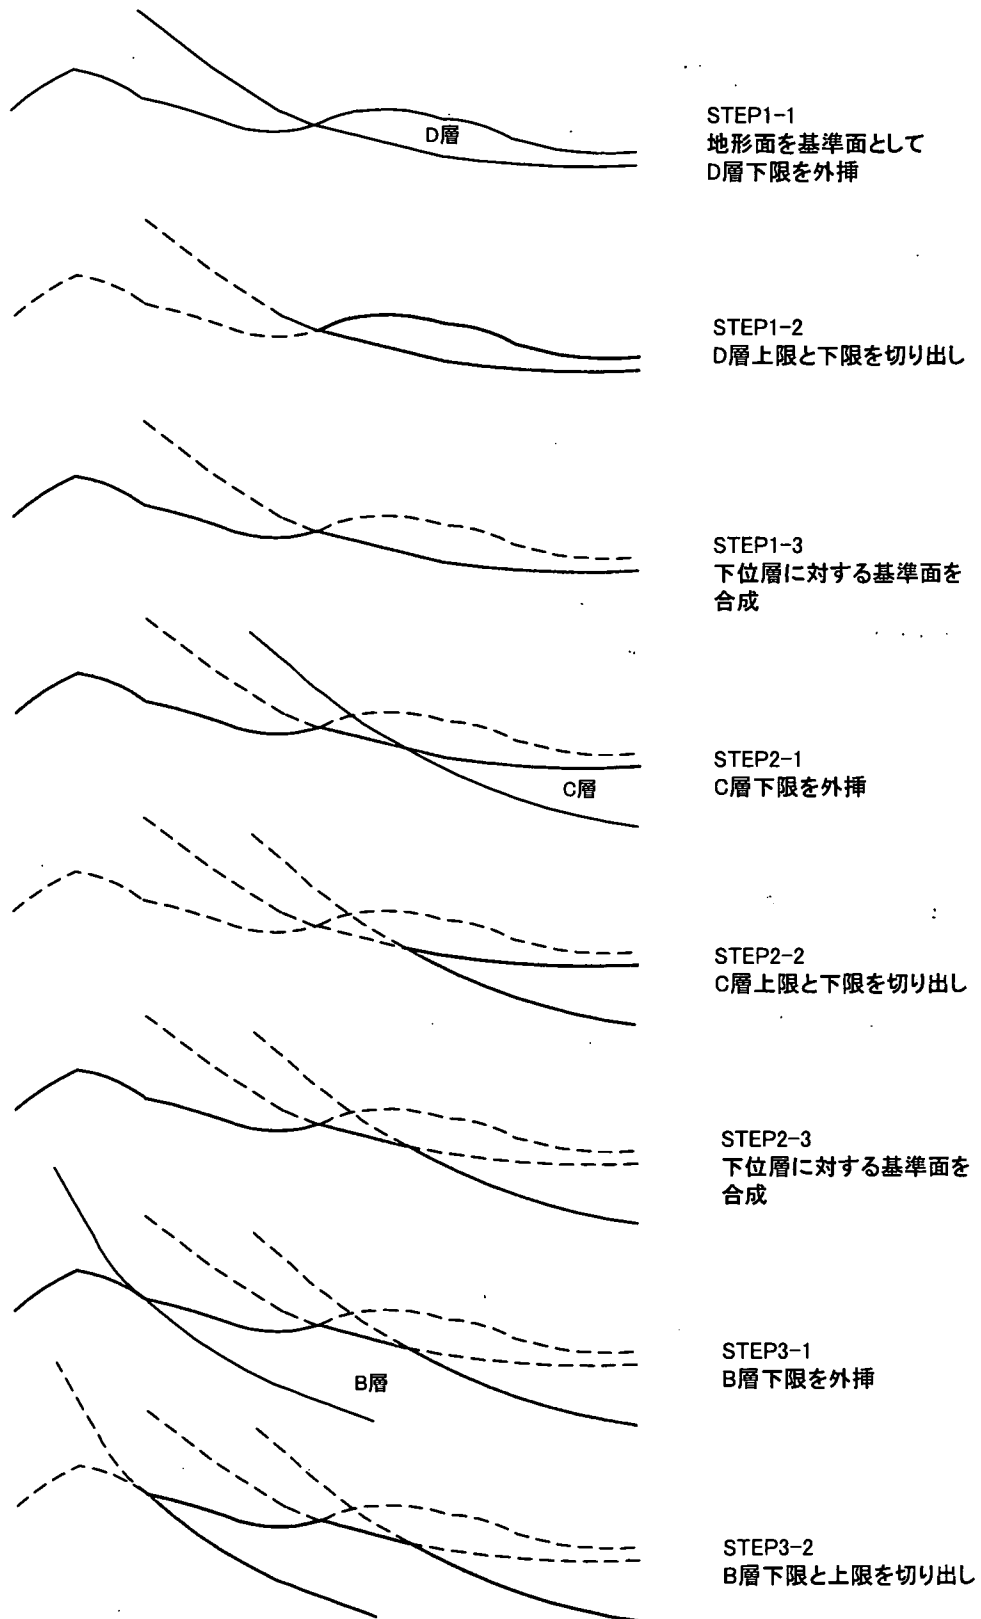 D層
STEP1-1
地形面を基準面として
D層下限を外挿
STEP1-2
D層上限と下限を切り出し
STEP1-3
下位層に対する基準面を
合成
C層
STEP2-1
C層下限を外挿
STEP2-2
C層上限と下限を切り出し
STEP2-3
下位層に対する基準面を
合成
B層
STEP3-1
B層下限を外挿
STEP3-2
B層下限と上限を切り出し